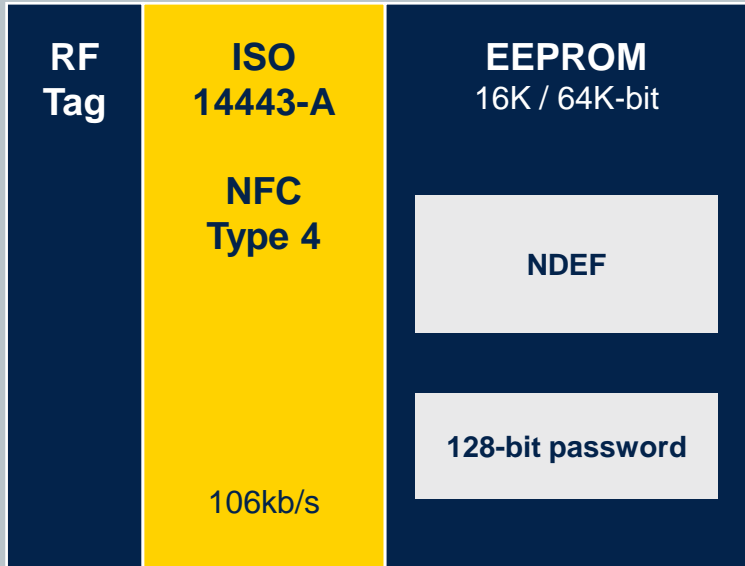 RF
Tag
ISO
14443-A
NFC
Type 4
106kb/s
EEPROM
16K / 64K-bit
NDEF
128-bit password